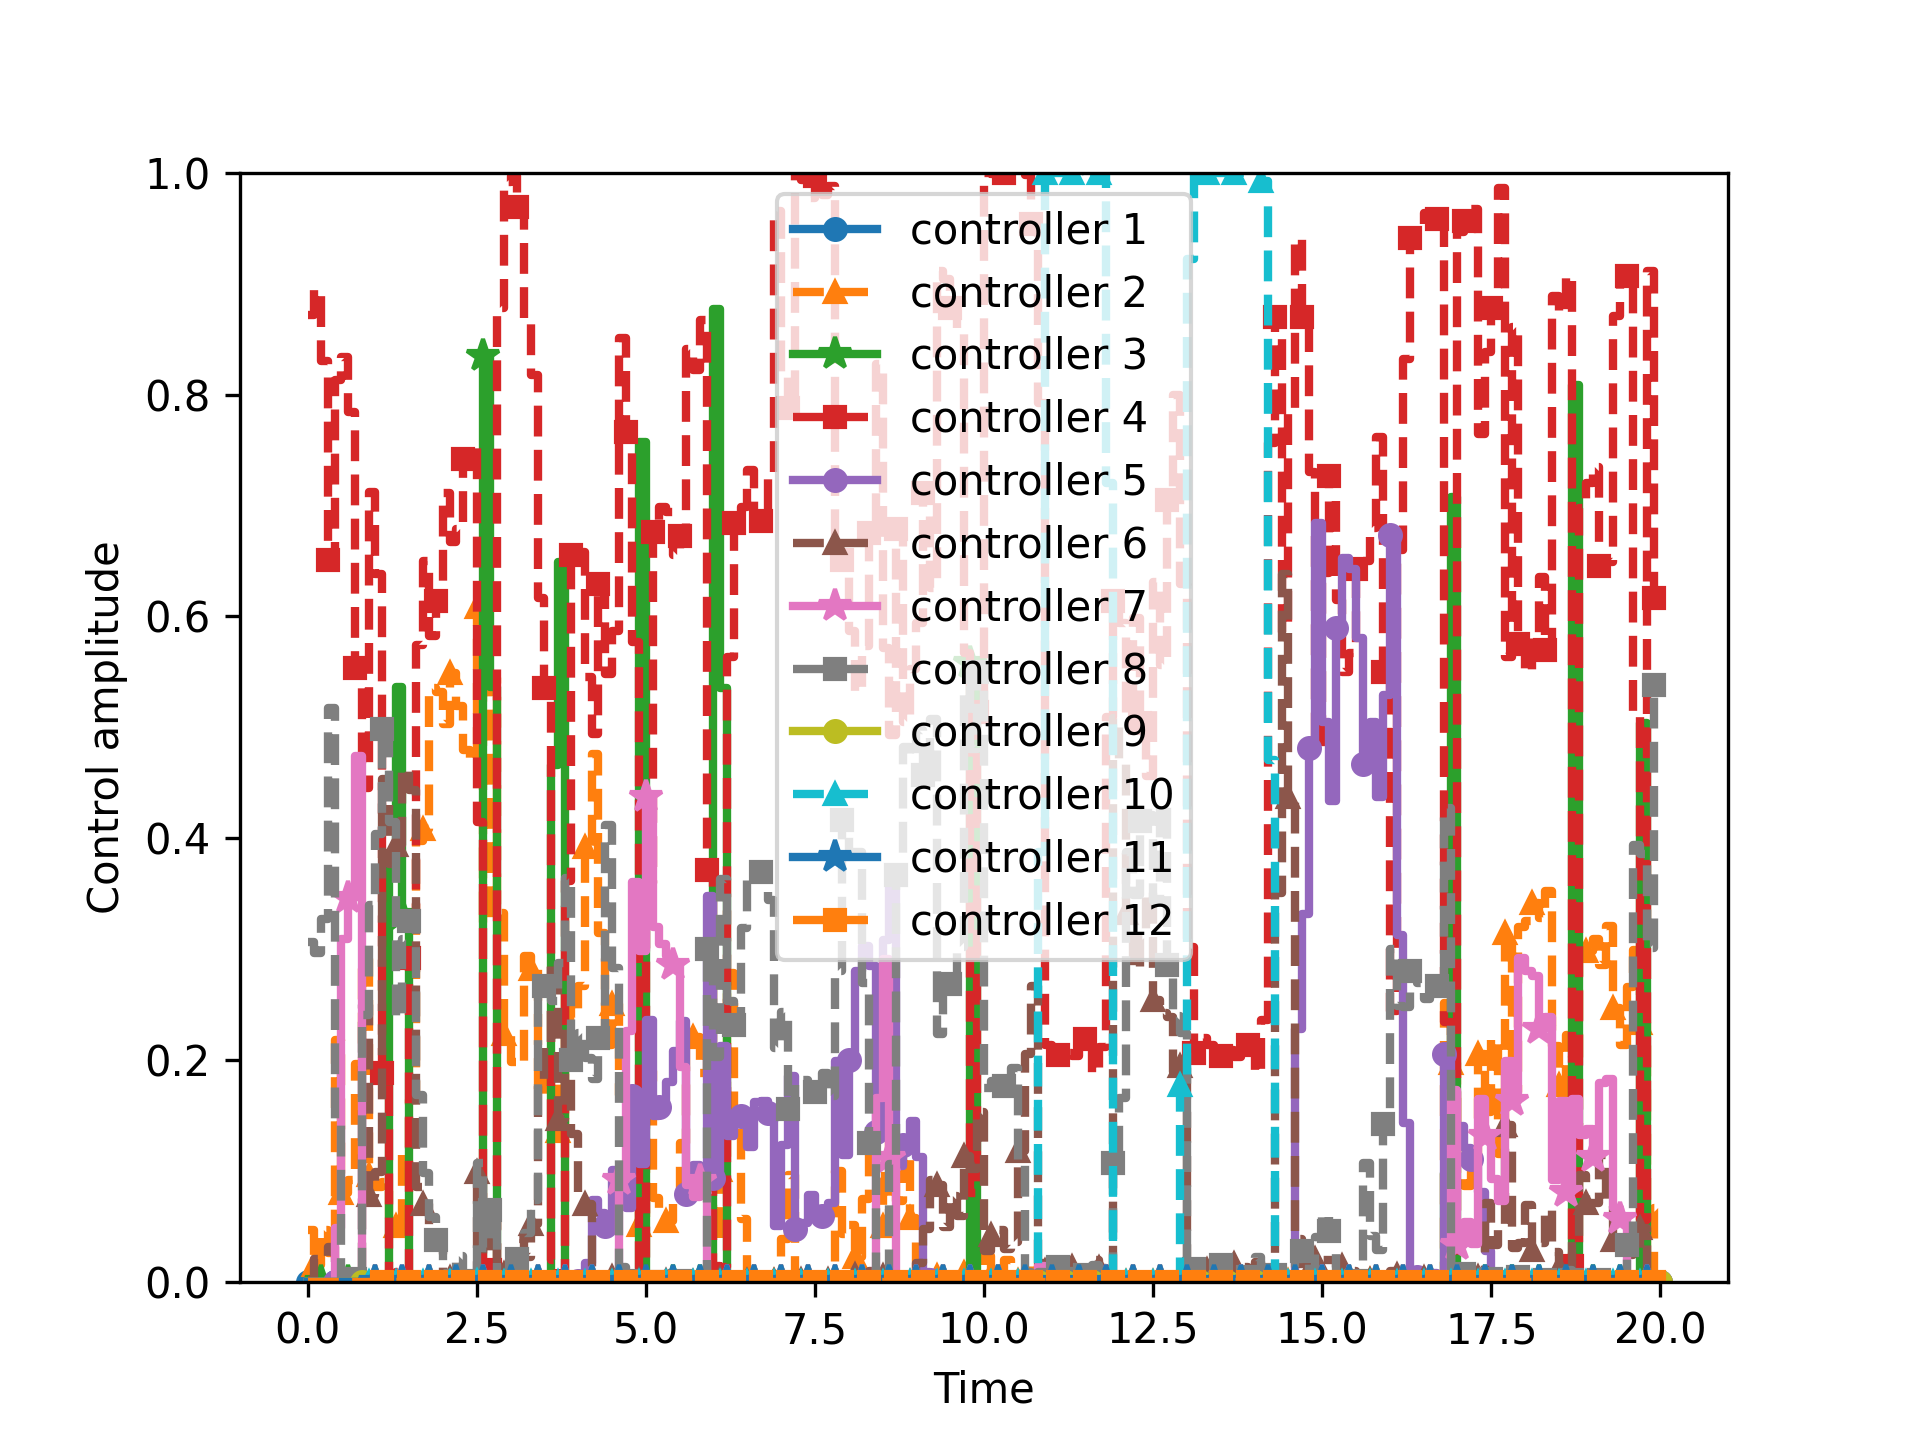 1.0
0.8
0.6
0.4
0.2
0.0
Control amplitude
controller 1
controller 2
controller 3
controller 4
controller 5
controller 6
controller 7
controller 8
controller 9
controller 10
controller 11
controller 12
0.0 2.5 5.0 7.5 10.0 12.5 15.0 17.5 20.0
Time